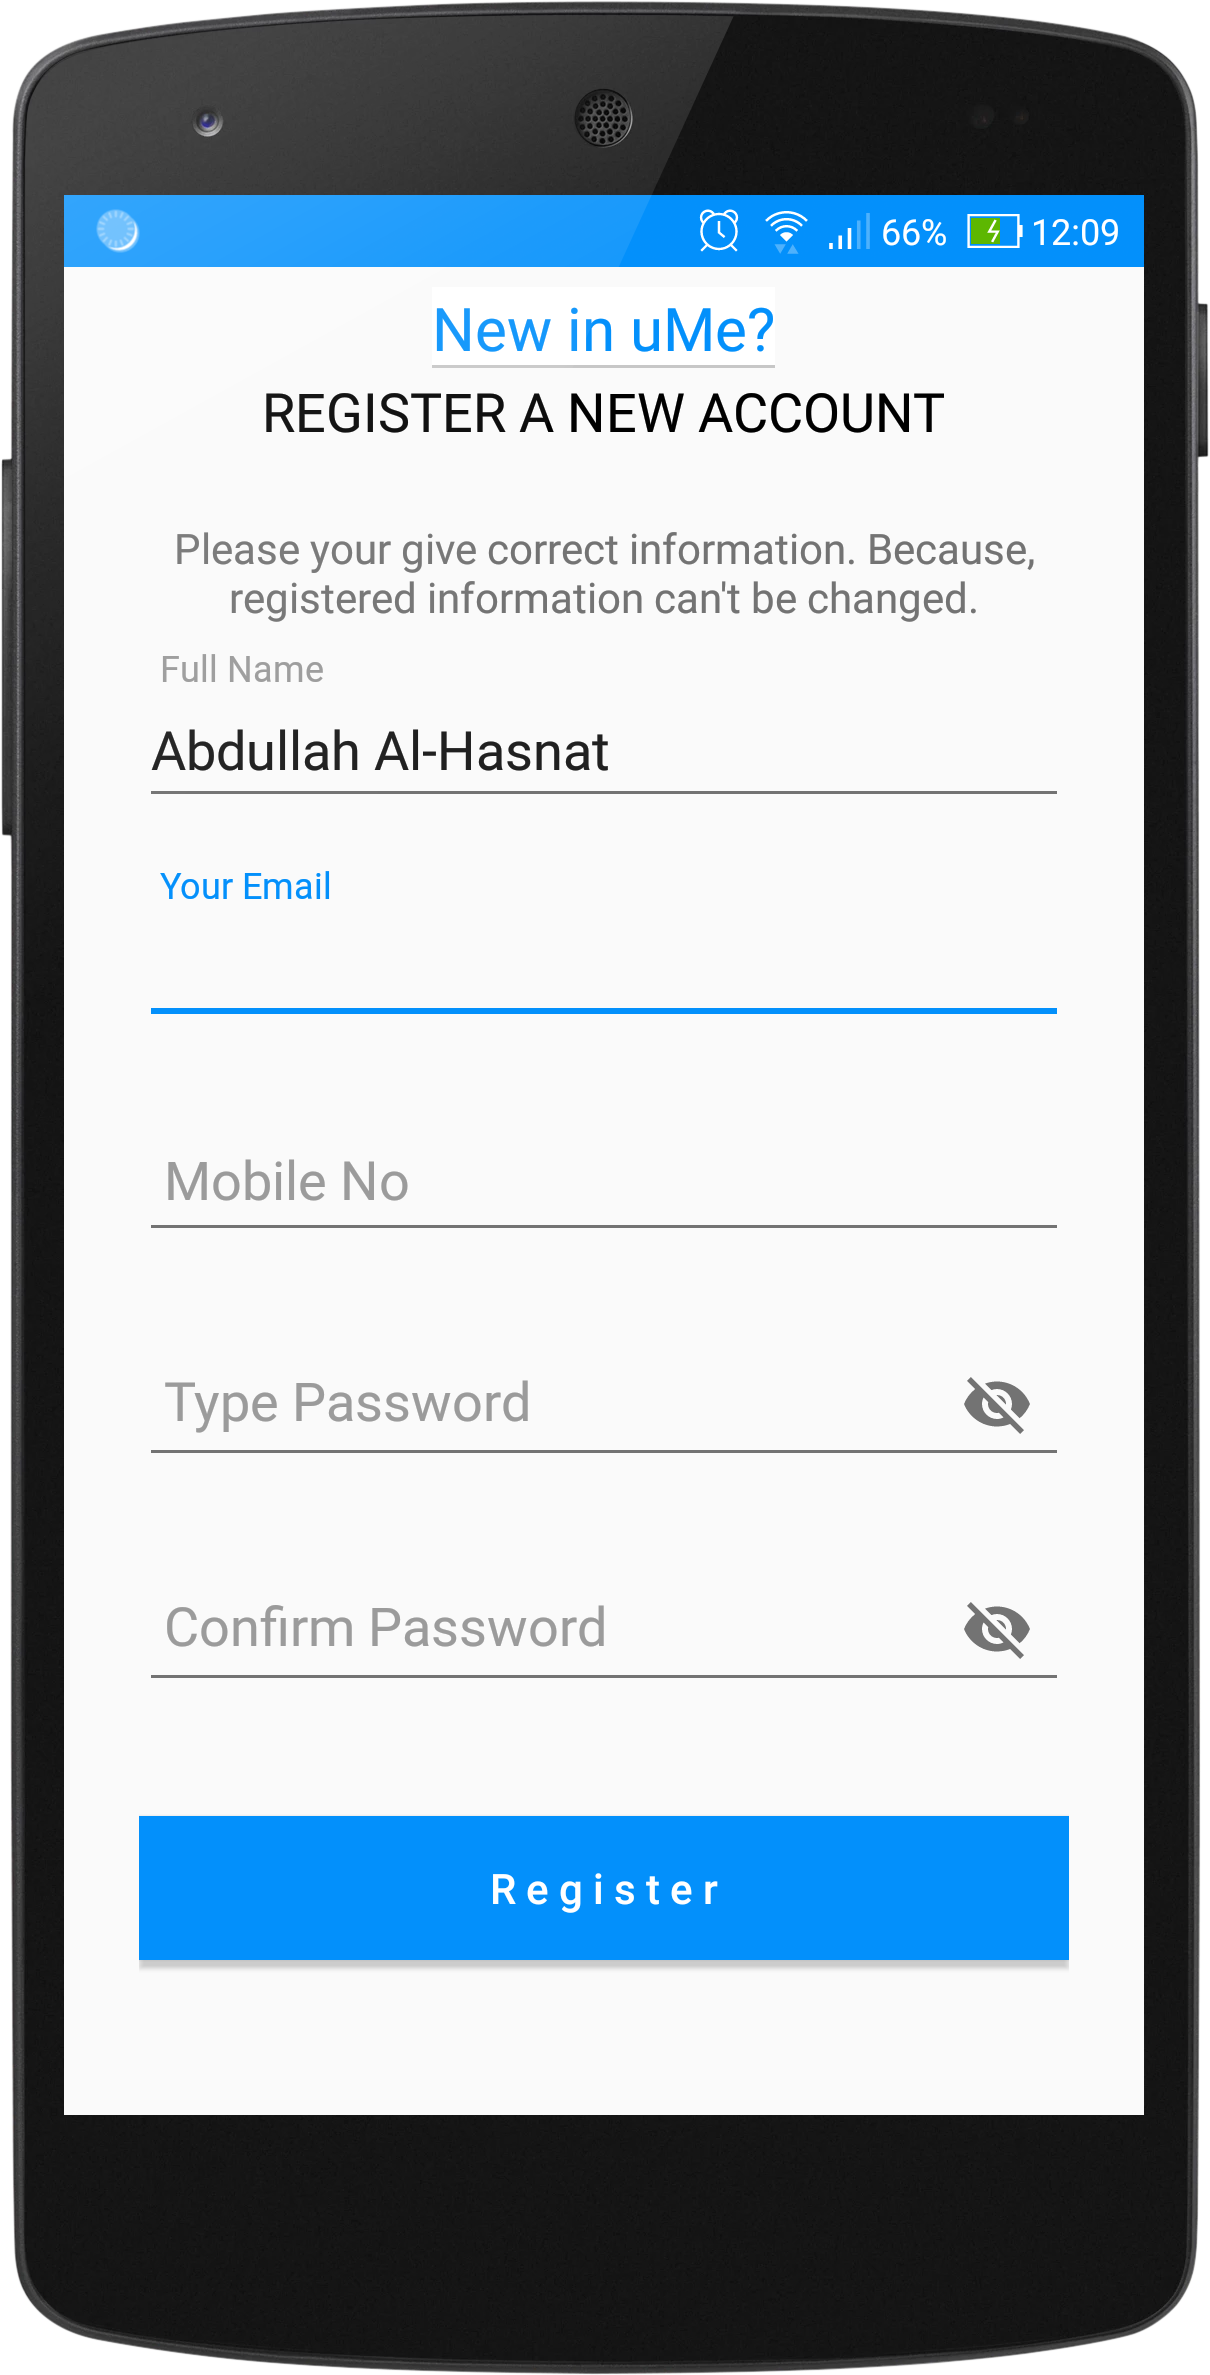 66% 12:09
New in uMe?
REGISTER A NEW ACCOUNT
Please your give correct information. Because,
registered information can't be changed.
Full Name
Abdullah Al-Hasnat
Your Email
Mobile No
Type Password
Confirm Password
Register